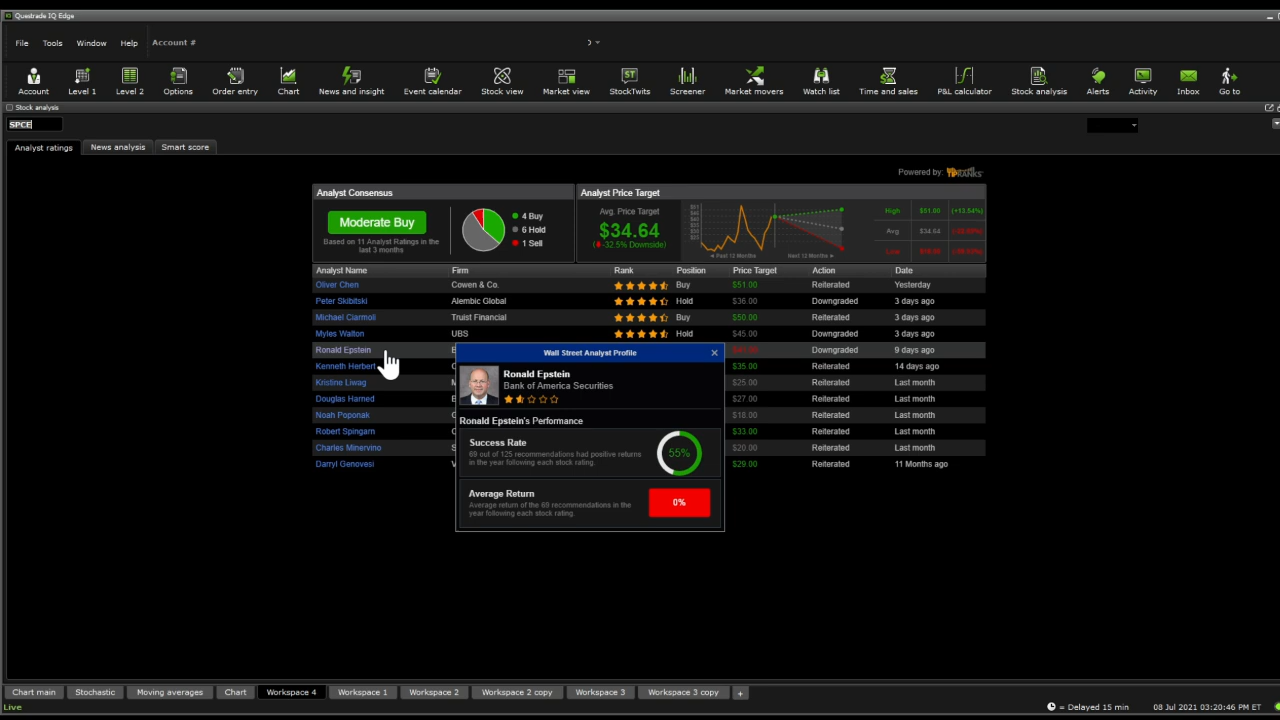 Questrade IQ Edge
File Tools Window Help Account #
Account Level 1 Level 2 Options Order entry Chart News and insight Event calendar Stock view Market view StockTwits Screener Market movers Watch list Time and sales P&L calculator Stock analysis Alerts Activity Inbox Go to
Stock analysis
SPCE
Analyst ratings News analysis Smart score
Powered by:
Analyst Consensus
Moderate Buy
Based on 11 Analyst Ratings in the
last 3 months
4 Buy
6 Hold
1 Sell
Analyst Price Target
Avg. Price Target
$34.64
-32.5% Downside)
Past 12 Months Next 12 Months
High $51.00 (+13.54%)
Avg $34.64
Analyst Name Firm Rank Position Price Target Action Date
Oliver Chen Cowen & Co. Buy $51.00 Reiterated Yesterday
Peter Skibitski Alembic Global Hold $36.00 Downgraded 3 days ago
Michael Ciarmoli Truist Financial Buy $50.00 Reiterated 3 days ago
Myles Walton UBS Hold $45.00 Downgraded 3 days ago
Ronald Epstein Downgraded 9 days ago
Kenneth Herbert $35.00 Reiterated 14 days ago
Kristine Liwag $25.00 Reiterated Last month
Douglas Harned $27.00 Reiterated Last month
Noah Poponak $18.00 Reiterated Last month
Robert Spingarn $33.00 Reiterated Last month
Charles Minervino $20.00 Reiterated Last month
Darryl Genovesi $29.00 Reiterated 11 Months ago
Wall Street Analyst Profile
Ronald Epstein
Bank of America Securities
Ronald Epstein's Performance
Success Rate
69 out of 125 recommendations had positive returns
in the year following each stock rating.
55%
Average Return
Average return of the 69 recommendations in the
year following each stock rating.
0%
Chart main Stochastic Moving averages Chart Workspace 4 Workspace 1 Workspace 2 Workspace 2 copy Workspace 3 Workspace 3 copy +
Live = Delayed 15 min 08 Jul 2021 03:20:46 PM ET